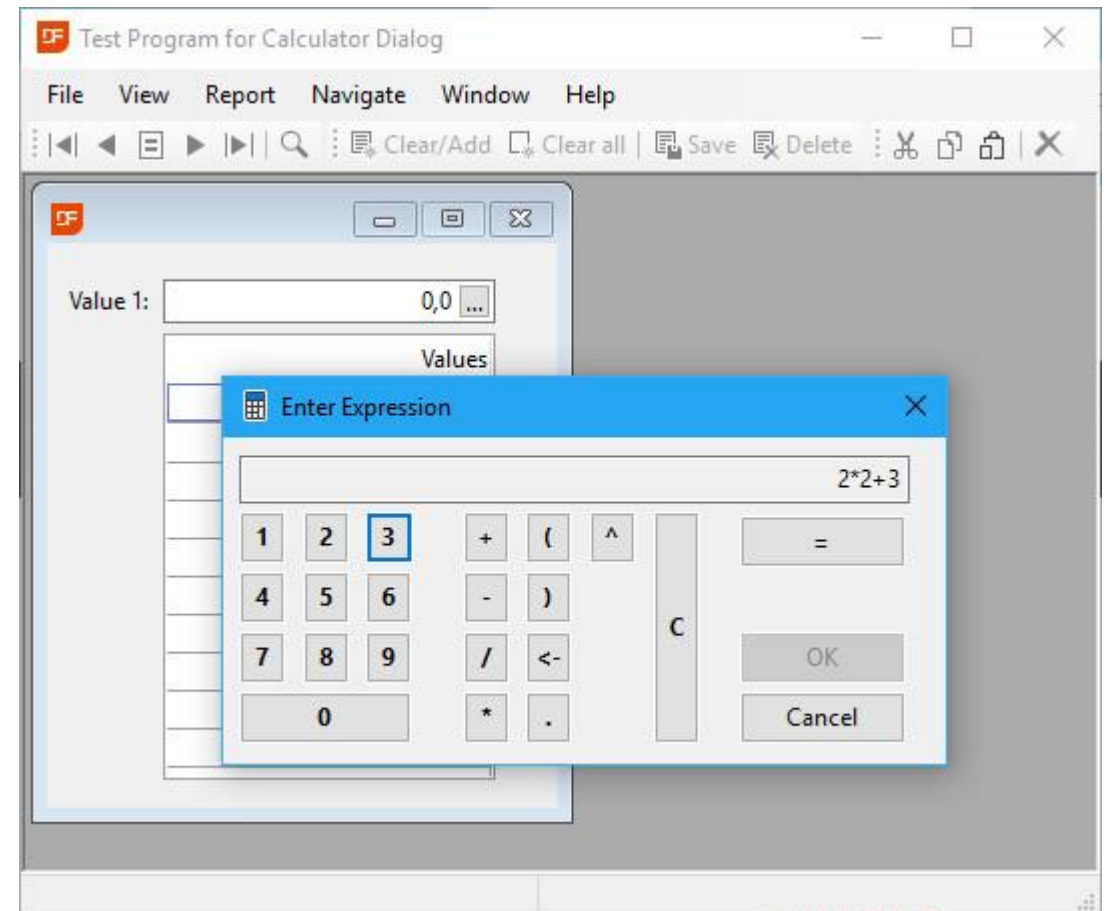 DF Test Program for Calculator Dialog
File View Report Navigate Window Help
Clear/Add Clear all Save Delete
DF
Value 1: 0,0 ...
Values
Enter Expression
2*2+3
1 2 3 + ( ^ =
4 5 6 - )
C
7 8 9 / <- OK
0 * . Cancel